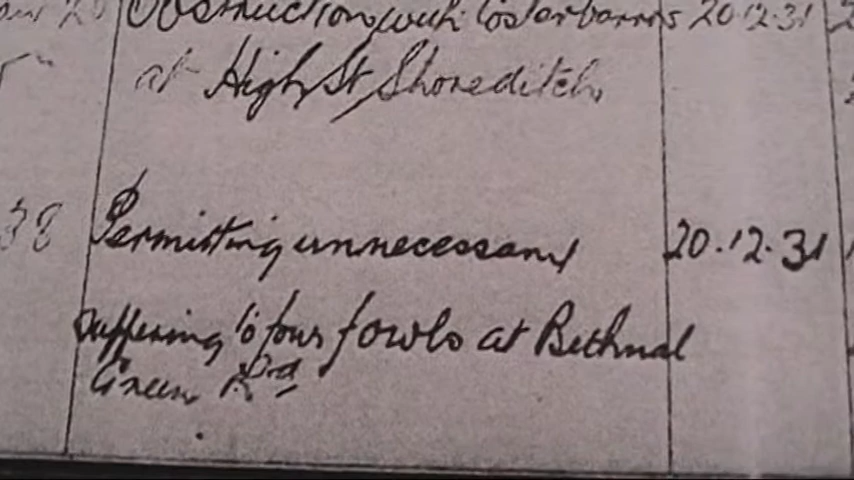 Obstruction with Costerbarrows 20.12.31
at High St Shoreditch
38 Permitting unnecessary 20.12.31
suffering to four fowls at Bethnal
Green Rd